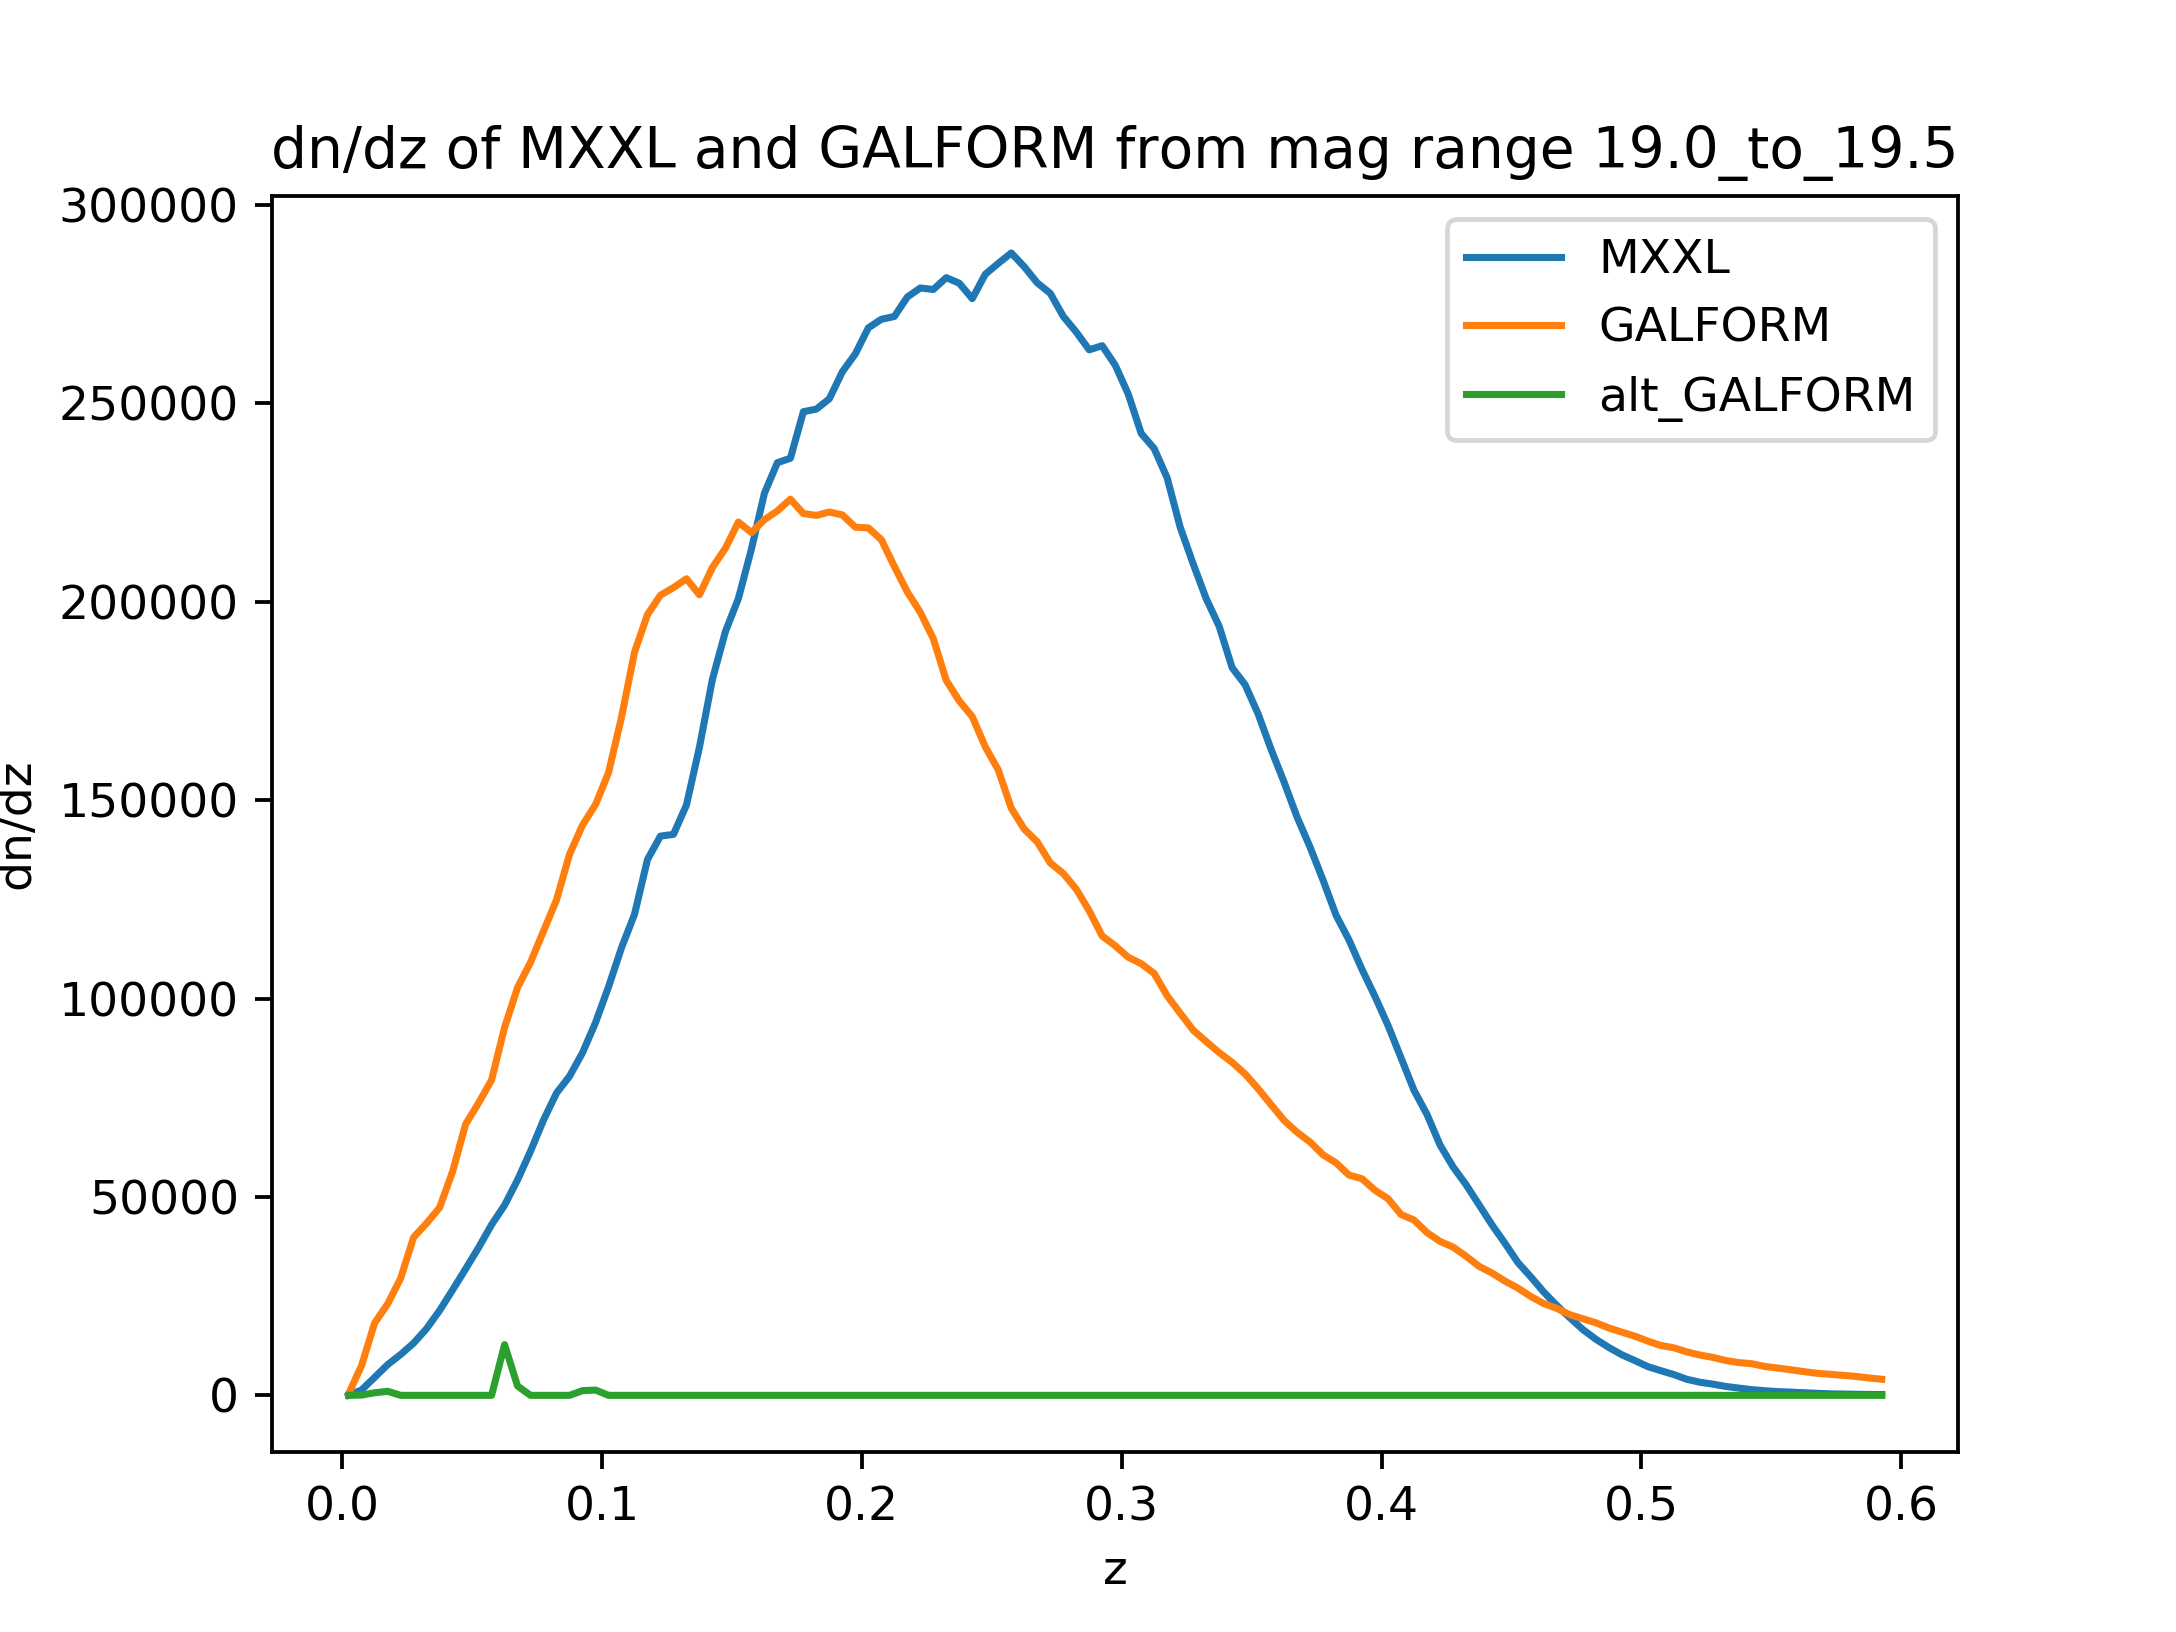 dn/dz of MXXL and GALFORM from mag range 19.0_to_19.5
300000
250000
200000
150000
100000
50000
0
dn/dz
MXXL
GALFORM
alt_GALFORM
0.0 0.1 0.2 0.3 0.4 0.5 0.6
z